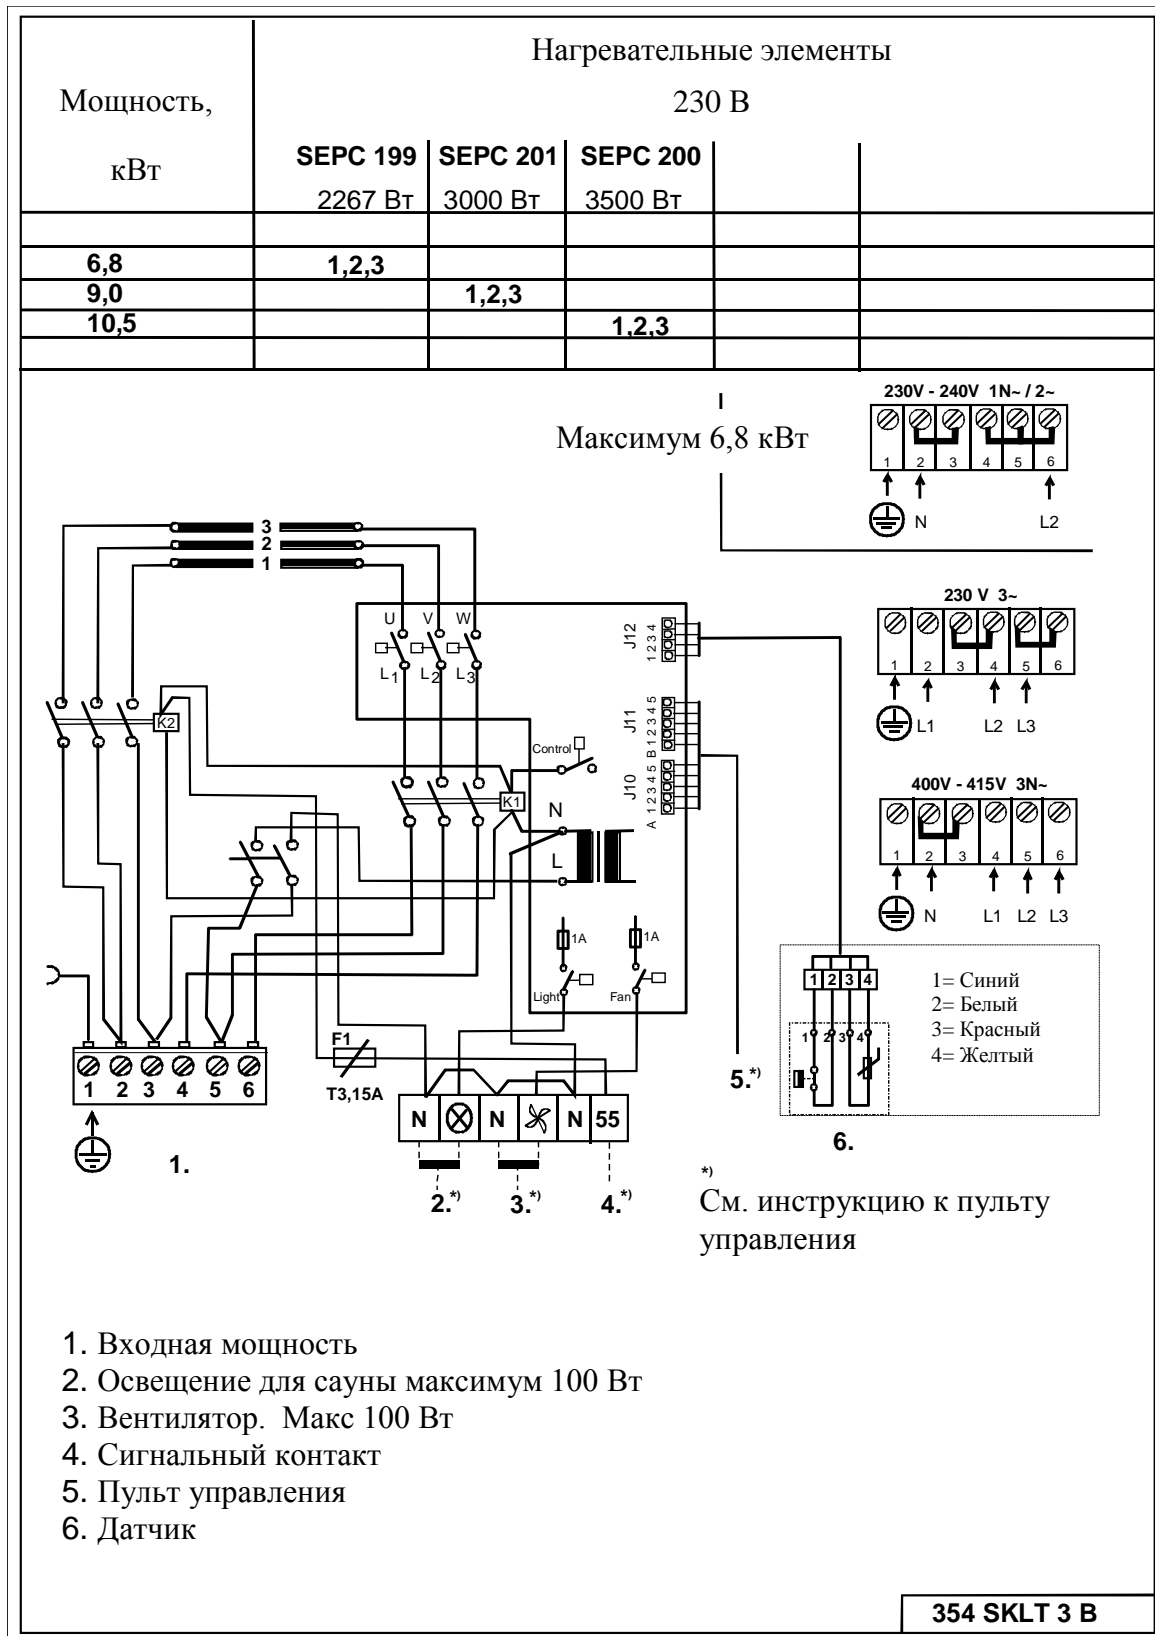 Мощность,
кВт
Нагревательные элементы
230 В
SEPC 199 SEPC 201 SEPC 200
2267 Вт 3000 Вт 3500 Вт
6,8 1,2,3
9,0 1,2,3
10,5 1,2,3
Максимум 6,8 кВт
230V - 240V 1N~ / 2~
1 2 3 4 5 6
N L2
230 V 3~
1 2 3 4 5 6
L1 L2 L3
400V - 415V 3N~
1 2 3 4 5 6
N L1 L2 L3
3
2
1
U V W
L1 L2 L3
J12
1 2 3 4
J11
B 1 2 3 4 5
J10
A 1 2 3 4 5
K2
Control
K1
N
L
1A 1A
Light Fan
F1
T3,15A
1 2 3 4 5 6
1.
N N N 55
2.*) 3.*) 4.*)
5.*)
1 2 3 4
1 2 3 4
1= Синий
2= Белый
3= Красный
4= Желтый
6.
*)
См. инструкцию к пульту
управления
1. Входная мощность
2. Освещение для сауны максимум 100 Вт
3. Вентилятор. Макс 100 Вт
4. Сигнальный контакт
5. Пульт управления
6. Датчик
354 SKLT 3 B